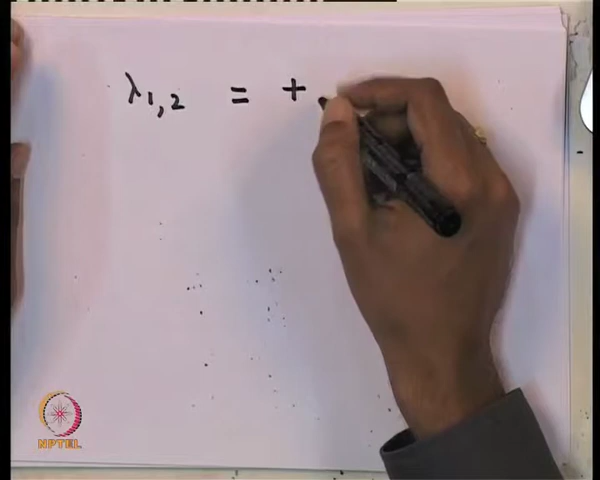 λ₁,₂ = +
NPTEL